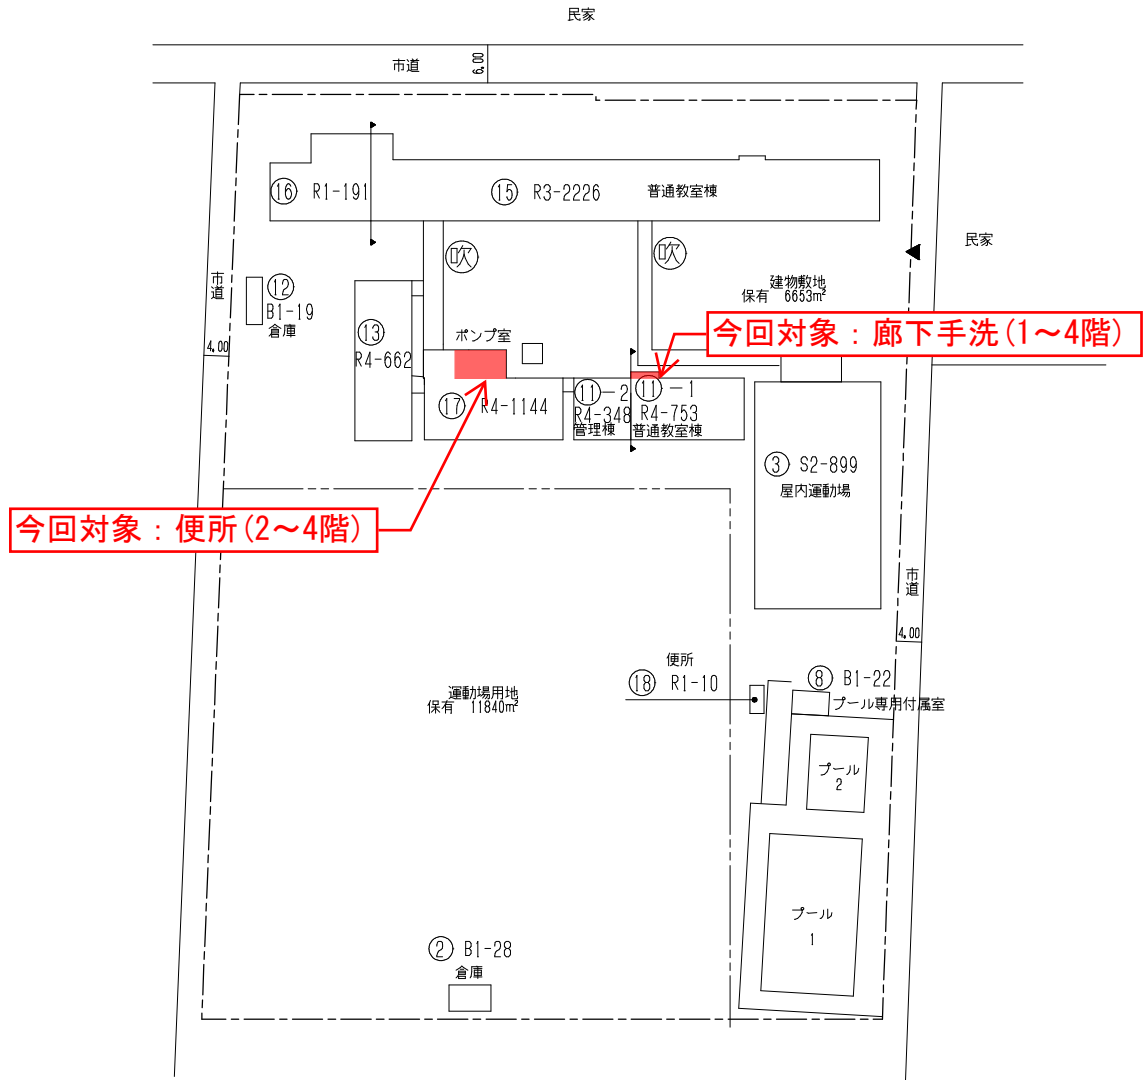 民家
市道
6.00
⑯ R1-191
⑮ R3-2226
普通教室棟
吹
吹
民家
市道
⑫
B1-19
倉庫
建物敷地
保有 6653㎡
⑬
R4-662
ポンプ室
今回対象：廊下手洗(1～4階)
4.00
⑰ R4-1144
⑪－2
R4-348
管理棟
⑪－1
R4-753
普通教室棟
③ S2-899
屋内運動場
今回対象：便所(2～4階)
市道
4.00
便所
⑱ R1-10
⑧ B1-22
プール専用付属室
運動場用地
保有 11840㎡
プール
2
プール
1
② B1-28
倉庫